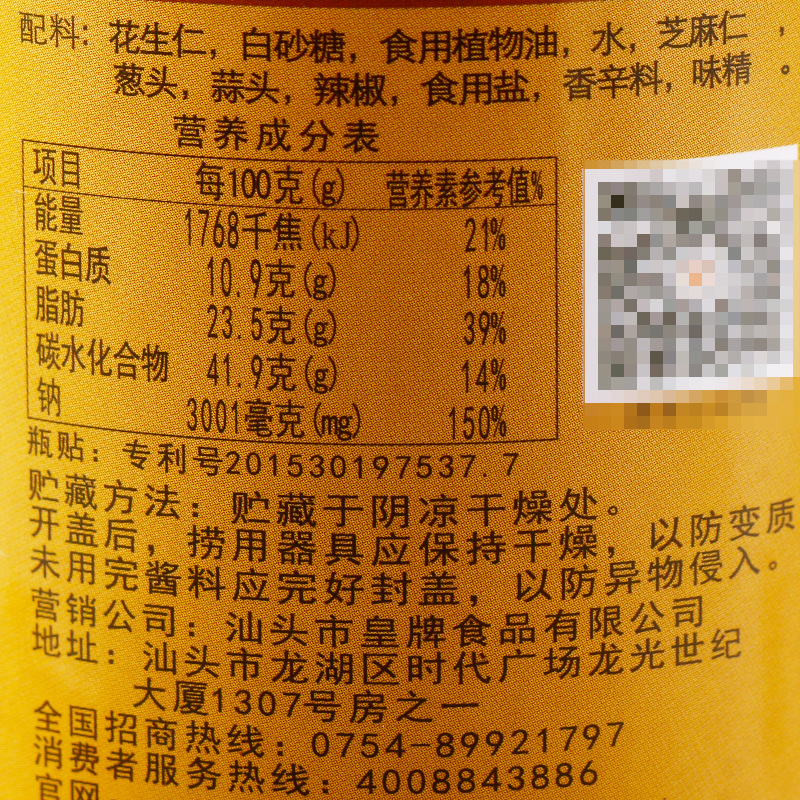 配料: 花生仁, 白砂糖, 食用植物油, 水, 芝麻仁,
葱头, 蒜头, 辣椒, 食用盐, 香辛料, 味精。
营养成分表
项目 每100克(g) 营养素参考值%
能量 1768千焦(kJ) 21%
蛋白质 10.9克(g) 18%
脂肪 23.5克(g) 39%
碳水化合物 41.9克(g) 14%
钠 3001毫克(mg) 150%
瓶贴: 专利号201530197537.7
贮藏方法: 贮藏于阴凉干燥处。
开盖后, 捞用器具应保持干燥, 以防变质
未用完酱料应完好封盖, 以防异物侵入。
营销公司: 汕头市皇牌食品有限公司
地址: 汕头市龙湖区时代广场龙光世纪
大厦1307号房之一
全国招商热线: 0754-89921797
消费者服务热线: 4008843886
官网